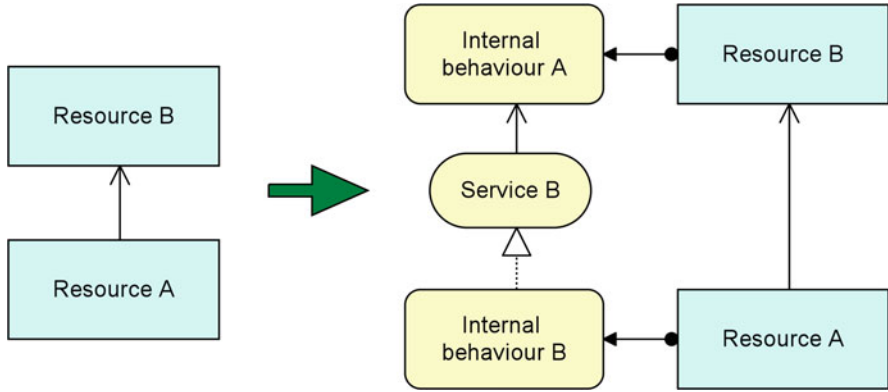 Resource B
Resource A
Internal
behaviour A
Resource B
Service B
Internal
behaviour B
Resource A